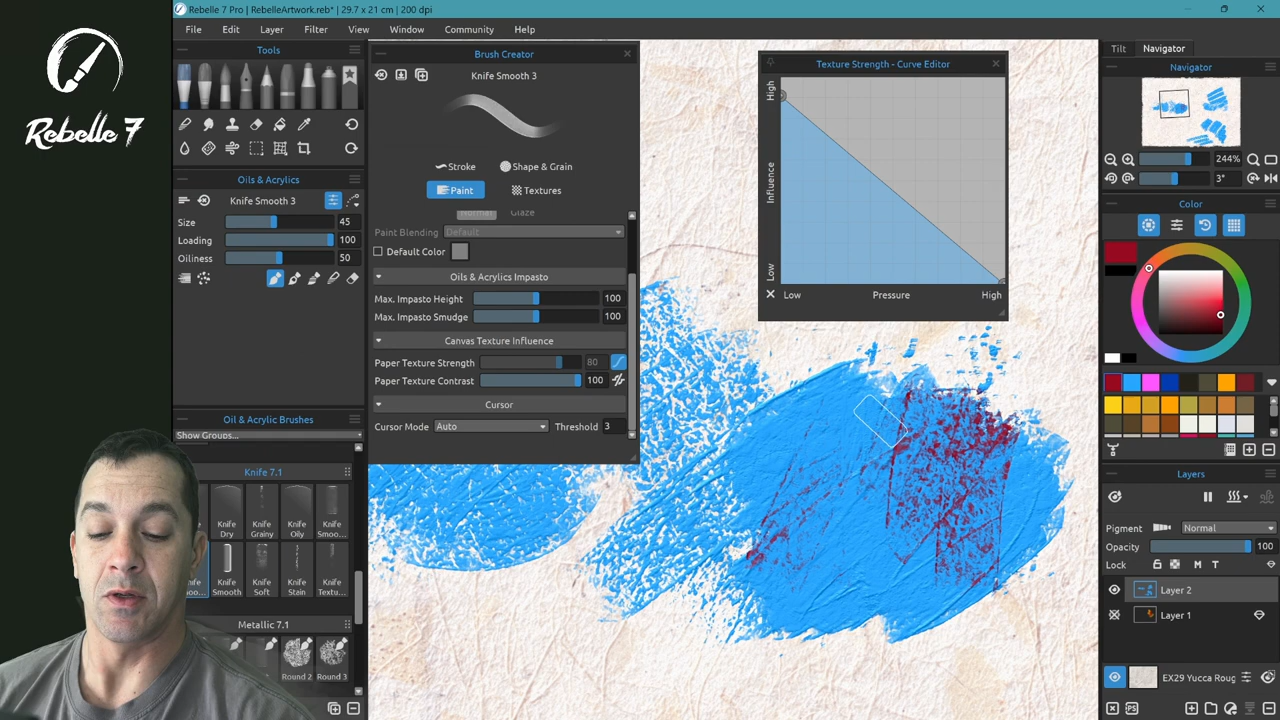 Rebelle 7 Pro | RebelleArtwork.reb* | 29.7 x 21 cm | 200 dpi
File Edit Layer Filter View Window Community Help
Rebelle 7
Tools
Oils & Acrylics
Knife Smooth 3
Size 45
Loading 100
Oiliness 50
Oil & Acrylic Brushes
Show Groups...
Knife 7.1
Knife Dry
Knife Grainy
Knife Oily
Knife Smoo...
Knife Smooth
Knife Soft
Knife Stain
Knife Textu...
Metallic 7.1
Round 2
Round 3
Brush Creator
Knife Smooth 3
Stroke Shape & Grain
Paint Textures
Normal Glaze
Paint Blending Default
Default Color
Oils & Acrylics Impasto
Max. Impasto Height 100
Max. Impasto Smudge 100
Canvas Texture Influence
Paper Texture Strength 80
Paper Texture Contrast 100
Cursor
Cursor Mode Auto Threshold 3
Texture Strength - Curve Editor
High
Influence
Low
Low Pressure High
Tilt Navigator
Navigator
244%
3°
Color
Layers
Pigment Normal
Opacity 100
Lock M T
Layer 2
Layer 1
EX29 Yucca Roug
PS